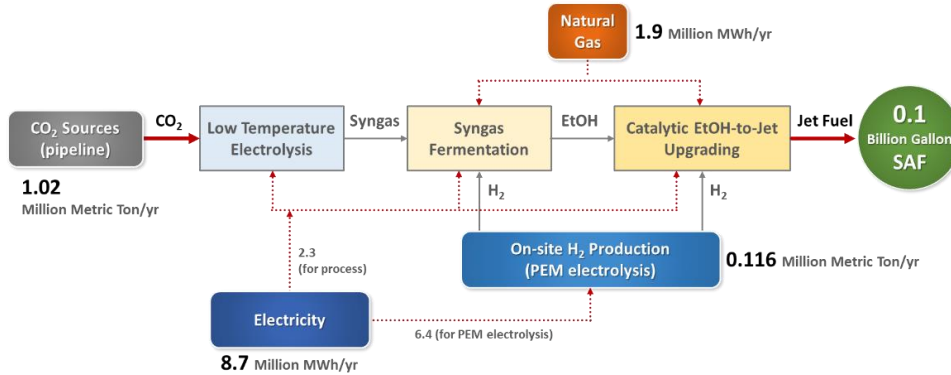 Natural
Gas
1.9 Million MWh/yr
CO₂ Sources
(pipeline)
CO₂
Low Temperature
Electrolysis
Syngas
Syngas
Fermentation
EtOH
Catalytic EtOH-to-Jet
Upgrading
Jet Fuel
0.1
Billion Gallon
SAF
1.02
Million Metric Ton/yr
H₂
H₂
2.3
(for process)
On-site H₂ Production
(PEM electrolysis)
0.116 Million Metric Ton/yr
Electricity
6.4 (for PEM electrolysis)
8.7 Million MWh/yr